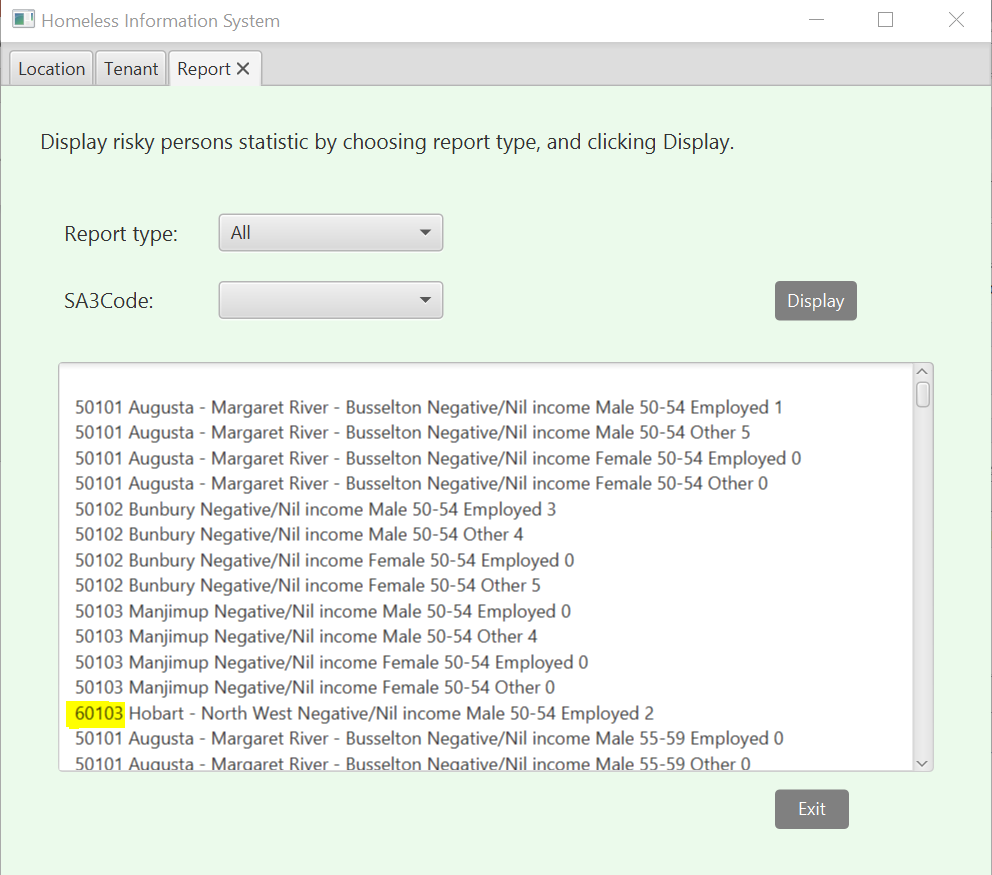 Homeless Information System
Location Tenant Report
Display risky persons statistic by choosing report type, and clicking Display.
Report type: All
SA3Code:
Display
50101 Augusta - Margaret River - Busselton Negative/Nil income Male 50-54 Employed 1
50101 Augusta - Margaret River - Busselton Negative/Nil income Male 50-54 Other 5
50101 Augusta - Margaret River - Busselton Negative/Nil income Female 50-54 Employed 0
50101 Augusta - Margaret River - Busselton Negative/Nil income Female 50-54 Other 0
50102 Bunbury Negative/Nil income Male 50-54 Employed 3
50102 Bunbury Negative/Nil income Male 50-54 Other 4
50102 Bunbury Negative/Nil income Female 50-54 Employed 0
50102 Bunbury Negative/Nil income Female 50-54 Other 5
50103 Manjimup Negative/Nil income Male 50-54 Employed 0
50103 Manjimup Negative/Nil income Male 50-54 Other 4
50103 Manjimup Negative/Nil income Female 50-54 Employed 0
50103 Manjimup Negative/Nil income Female 50-54 Other 0
60103 Hobart - North West Negative/Nil income Male 50-54 Employed 2
50101 Augusta - Margaret River - Busselton Negative/Nil income Male 55-59 Employed 0
50101 Augusta - Margaret River - Busselton Negative/Nil income Male 55-59 Other 0
Exit